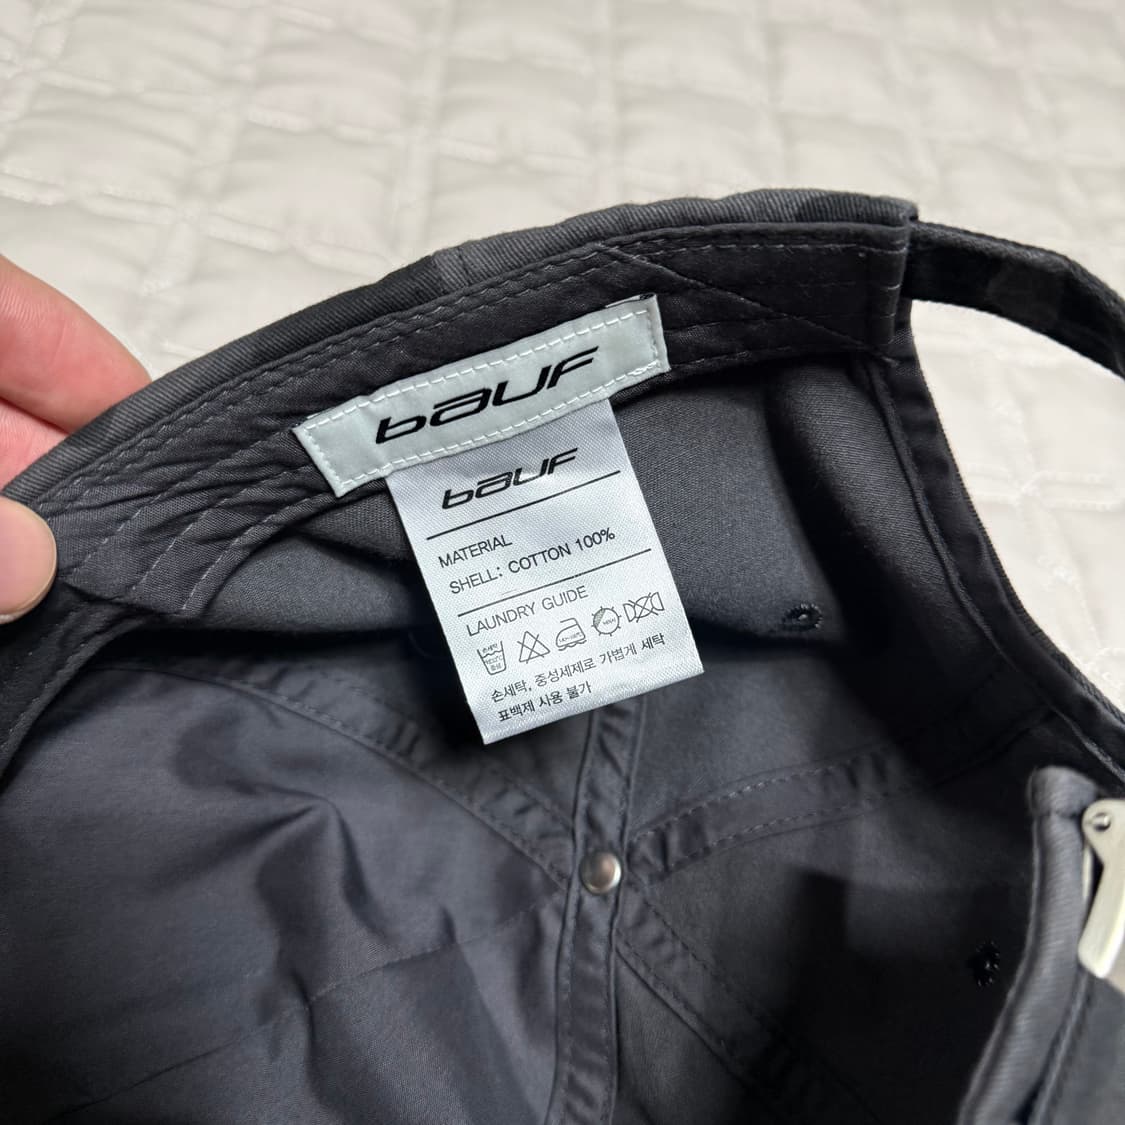 bauf
bauf
MATERIAL
SHELL: COTTON 100%
LAUNDRY GUIDE
손세탁, 중성세제로 가볍게 세탁
표백제 사용 불가